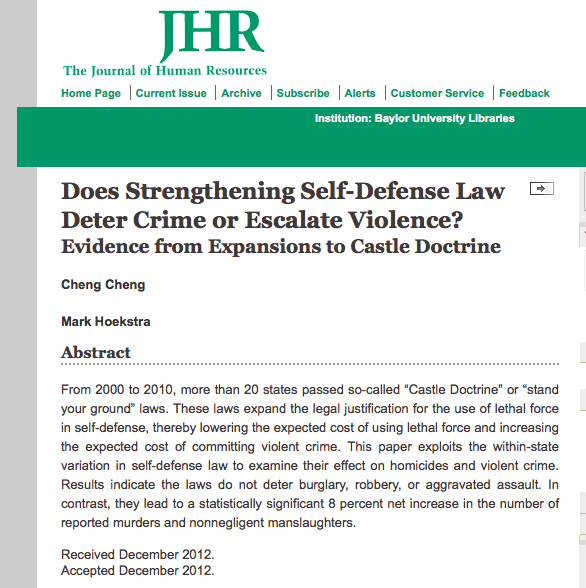 JHR
The Journal of Human Resources
Home Page Current Issue Archive Subscribe Alerts Customer Service Feedback
Institution: Baylor University Libraries
Does Strengthening Self-Defense Law
Deter Crime or Escalate Violence?
Evidence from Expansions to Castle Doctrine
Cheng Cheng
Mark Hoekstra
Abstract
From 2000 to 2010, more than 20 states passed so-called “Castle Doctrine” or “stand
your ground” laws. These laws expand the legal justification for the use of lethal force
in self-defense, thereby lowering the expected cost of using lethal force and increasing
the expected cost of committing violent crime. This paper exploits the within-state
variation in self-defense law to examine their effect on homicides and violent crime.
Results indicate the laws do not deter burglary, robbery, or aggravated assault. In
contrast, they lead to a statistically significant 8 percent net increase in the number of
reported murders and nonnegligent manslaughters.
Received December 2012.
Accepted December 2012.